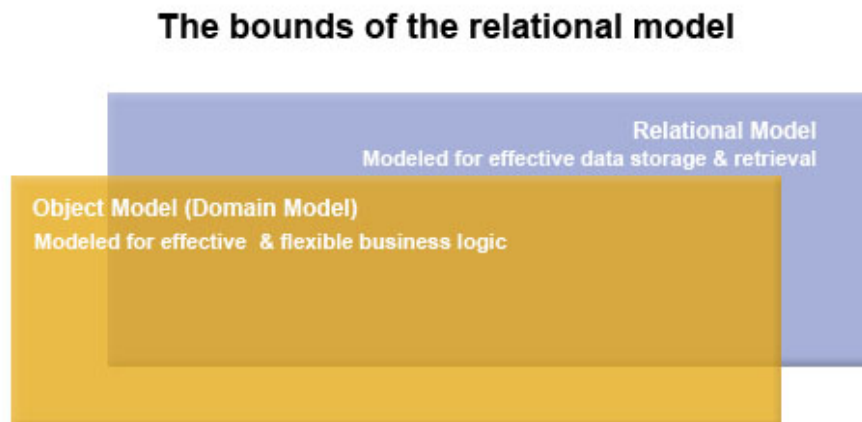 The bounds of the relational model
Relational Model
Modeled for effective data storage & retrieval
Object Model (Domain Model)
Modeled for effective & flexible business logic